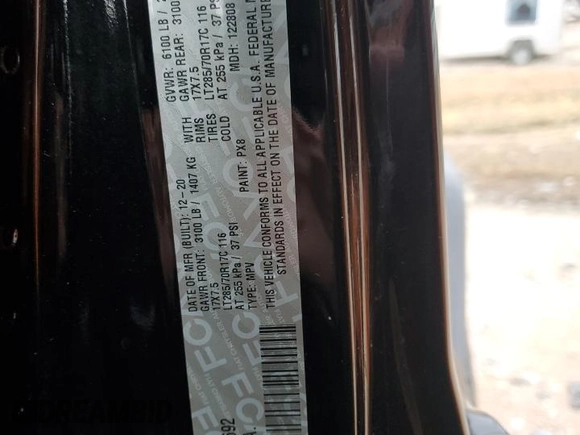 DATE OF MFR (BUILT): 12-20 GVWR: 6100 LB /
GAWR FRONT: 3100 LB / 1407 KG WITH GAWR REAR: 3100
17X7.5 RIMS 17X7.5
LT285/70R17C 116 TIRES LT285/70R17C 116
AT 255 kPa / 37 PSI COLD AT 255 kPa / 37 PSI
TYPE: MPV PAINT: PX8 MDH: 122808
THIS VEHICLE CONFORMS TO ALL APPLICABLE U.S.A. FEDERAL
STANDARDS IN EFFECT ON THE DATE OF MANUFACTURE